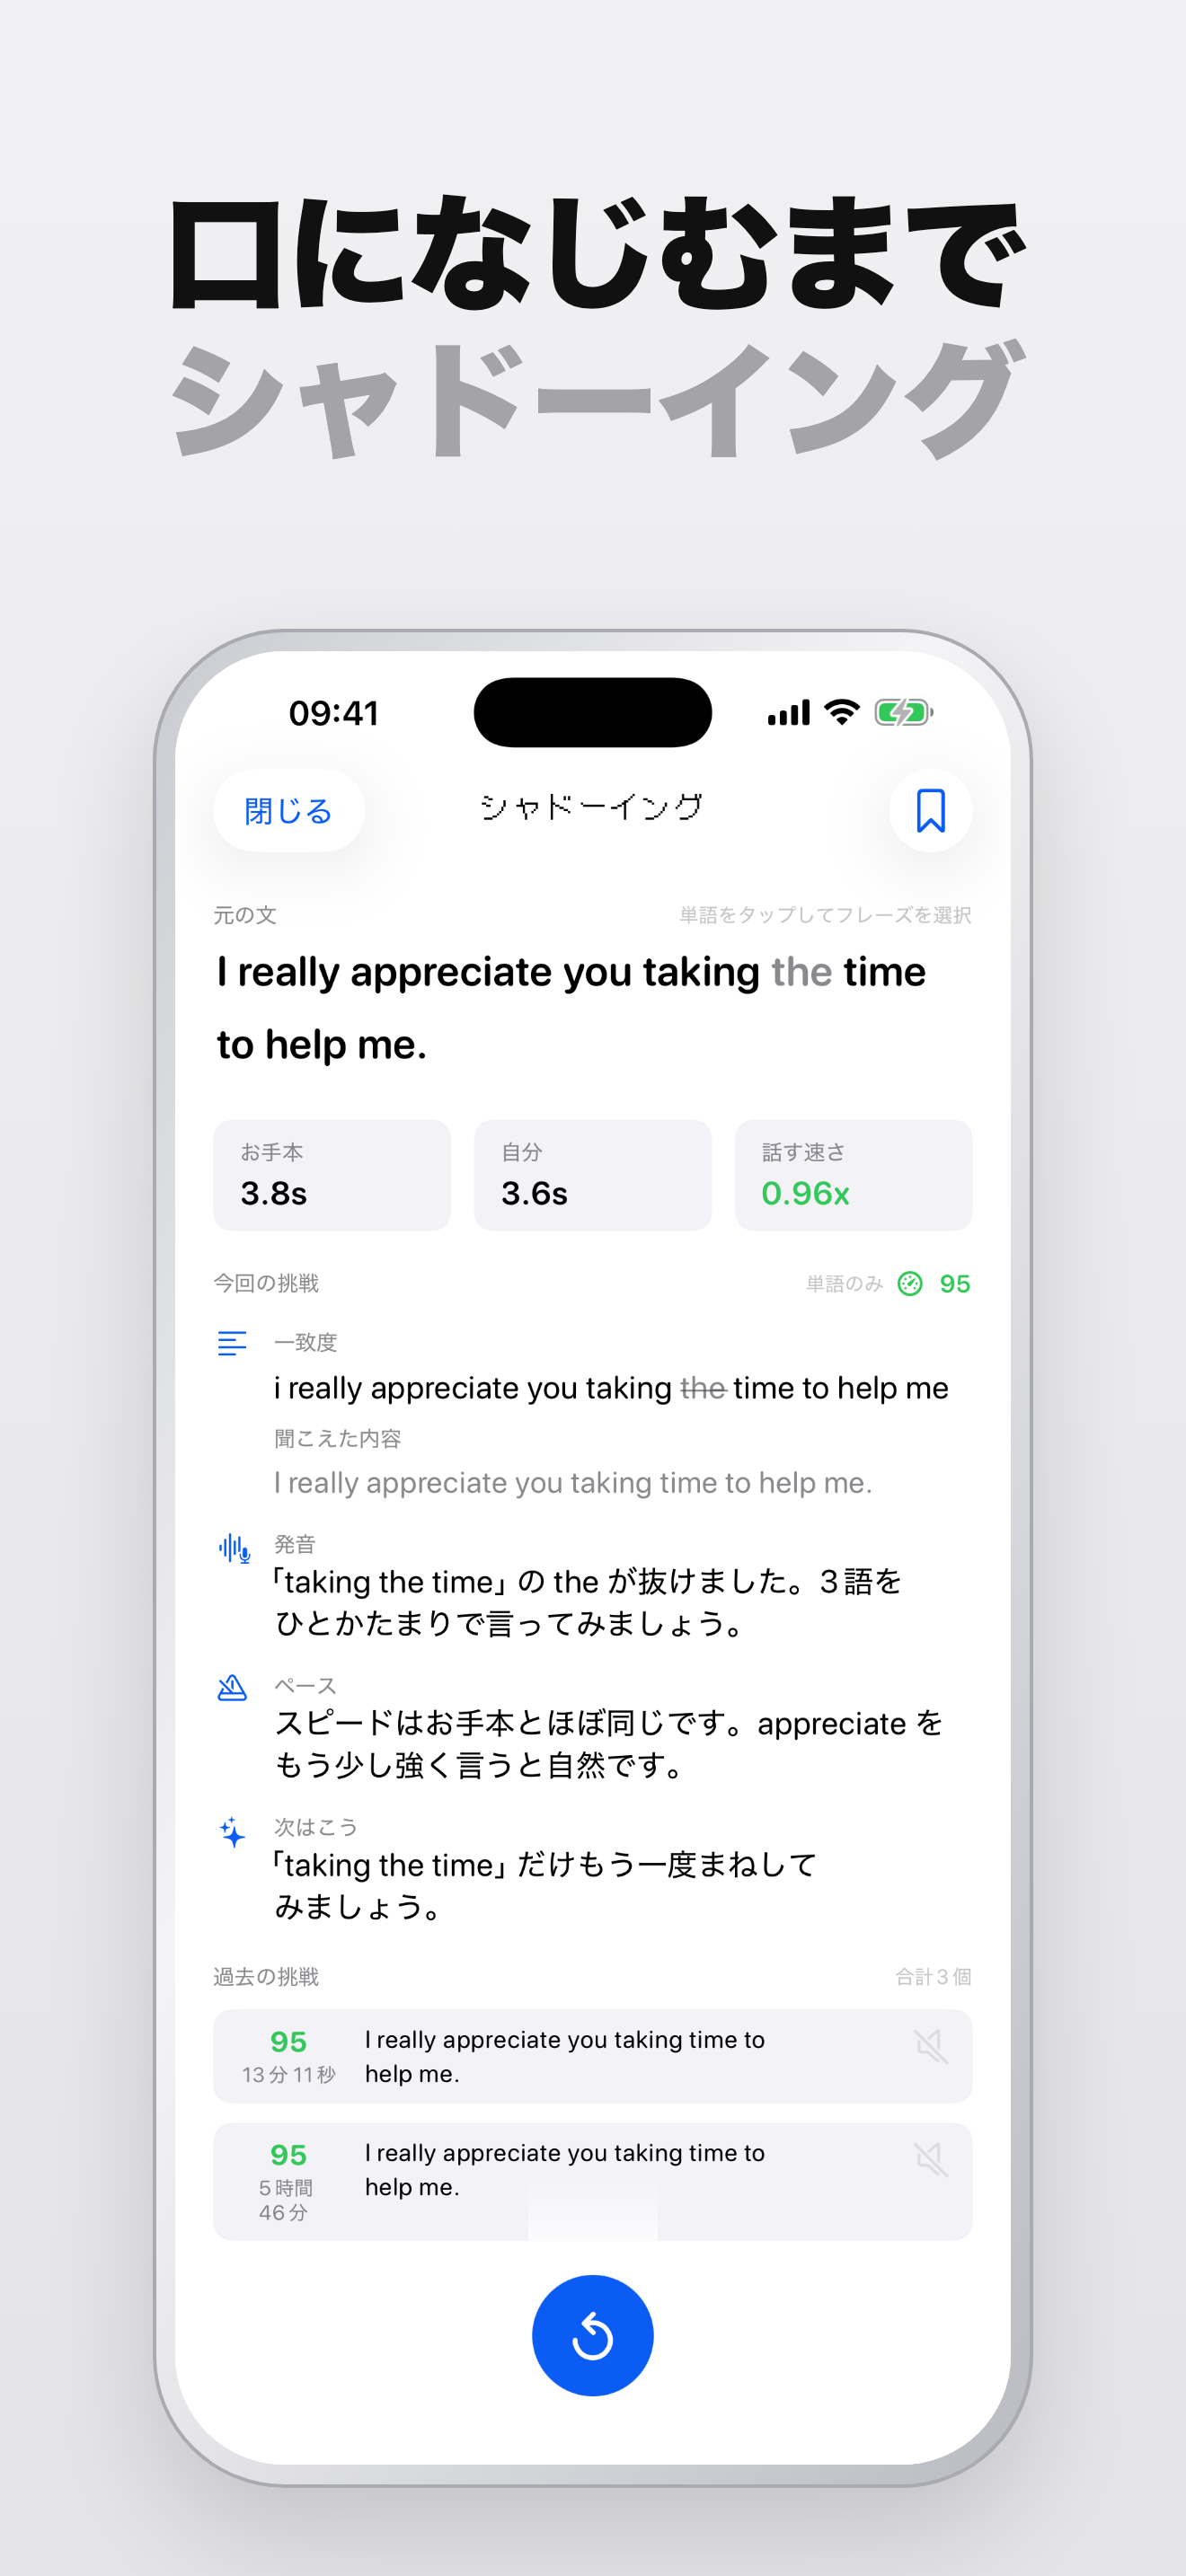 口になじむまで
シャドーイング
09:41
閉じる
シャドーイング
元の文
単語をタップしてフレーズを選択
I really appreciate you taking the time
to help me.
お手本
3.8s
自分
3.6s
話す速さ
0.96x
今回の挑戦
単語のみ 95
一致度
i really appreciate you taking the time to help me
聞こえた内容
I really appreciate you taking time to help me.
発音
「taking the time」の the が抜けました。3語を
ひとかたまりで言ってみましょう。
ペース
スピードはお手本とほぼ同じです。appreciate を
もう少し強く言うと自然です。
次はこう
「taking the time」だけもう一度まねして
みましょう。
過去の挑戦
合計3個
95
13分11秒
I really appreciate you taking time to
help me.
95
5時間
46分
I really appreciate you taking time to
help me.